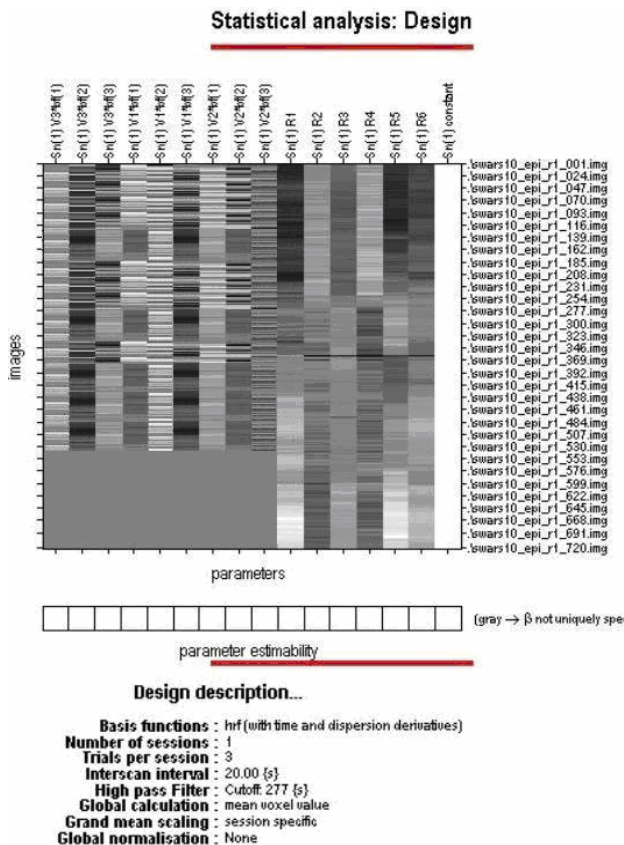 Statistical analysis: Design
Sn(1) V3*bf(1)
Sn(1) V3*bf(2)
Sn(1) V3*bf(3)
Sn(1) V1*bf(1)
Sn(1) V1*bf(2)
Sn(1) V1*bf(3)
Sn(1) V2*bf(1)
Sn(1) V2*bf(2)
Sn(1) V2*bf(3)
Sn(1) R1
Sn(1) R2
Sn(1) R3
Sn(1) R4
Sn(1) R5
Sn(1) R6
Sn(1) constant
images
.\swars10_epi_r1_001.img
.\swars10_epi_r1_024.img
.\swars10_epi_r1_047.img
.\swars10_epi_r1_070.img
.\swars10_epi_r1_093.img
.\swars10_epi_r1_116.img
.\swars10_epi_r1_139.img
.\swars10_epi_r1_162.img
.\swars10_epi_r1_185.img
.\swars10_epi_r1_208.img
.\swars10_epi_r1_231.img
.\swars10_epi_r1_254.img
.\swars10_epi_r1_277.img
.\swars10_epi_r1_300.img
.\swars10_epi_r1_323.img
.\swars10_epi_r1_346.img
.\swars10_epi_r1_369.img
.\swars10_epi_r1_392.img
.\swars10_epi_r1_415.img
.\swars10_epi_r1_438.img
.\swars10_epi_r1_461.img
.\swars10_epi_r1_484.img
.\swars10_epi_r1_507.img
.\swars10_epi_r1_530.img
.\swars10_epi_r1_553.img
.\swars10_epi_r1_576.img
.\swars10_epi_r1_599.img
.\swars10_epi_r1_622.img
.\swars10_epi_r1_645.img
.\swars10_epi_r1_668.img
.\swars10_epi_r1_691.img
.\swars10_epi_r1_720.img
parameters
(gray → β not uniquely spe
parameter estimability
Design description...
Basis functions : hrf (with time and dispersion derivatives)
Number of sessions : 1
Trials per session : 3
Interscan interval : 20.00 {s}
High pass Filter : Cutoff: 277 {s}
Global calculation : mean voxel value
Grand mean scaling : session specific
Global normalisation : None